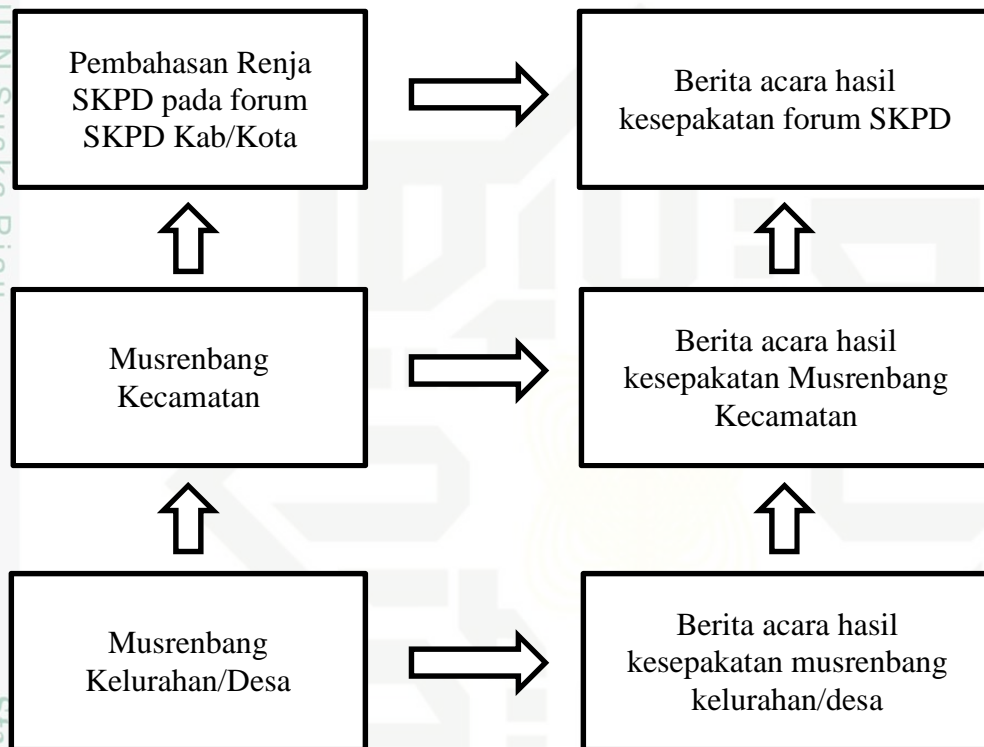 Pembahasan Renja
SKPD pada forum
SKPD Kab/Kota
Berita acara hasil
kesepakatan forum SKPD
Musrenbang
Kecamatan
Berita acara hasil
kesepakatan Musrenbang
Kecamatan
Musrenbang
Kelurahan/Desa
Berita acara hasil
kesepakatan musrenbang
kelurahan/desa